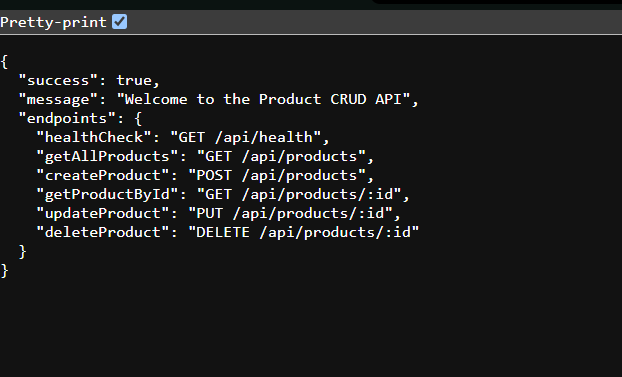 Pretty-print
{
  "success": true,
  "message": "Welcome to the Product CRUD API",
  "endpoints": {
    "healthCheck": "GET /api/health",
    "getAllProducts": "GET /api/products",
    "createProduct": "POST /api/products",
    "getProductById": "GET /api/products/:id",
    "updateProduct": "PUT /api/products/:id",
    "deleteProduct": "DELETE /api/products/:id"
  }
}